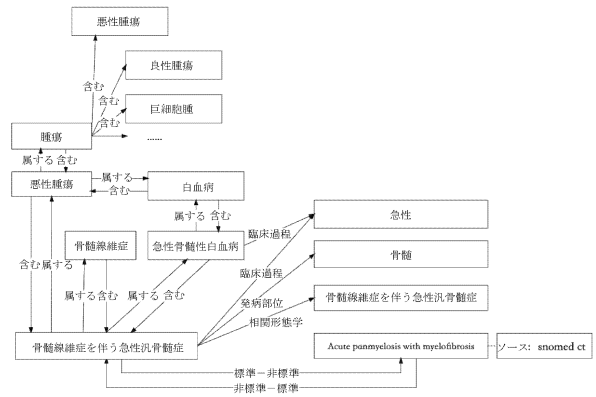 悪性腫瘍
良性腫瘍
含む
含む
巨細胞腫
含む
腫瘍
......
属する 含む
属する
悪性腫瘍
白血病
含む
属する 含む
急性
臨床過程
骨髄線維症
急性骨髄性白血病
骨髄
含む 属する
臨床過程
属する 含む
属する 含む
発病部位
骨髄線維症を伴う急性汎骨髄症
相関形態学
骨髄線維症を伴う急性汎骨髄症
Acute panmyelosis with myelofibrosis
ソース: snomed ct
標準－非標準
非標準－標準